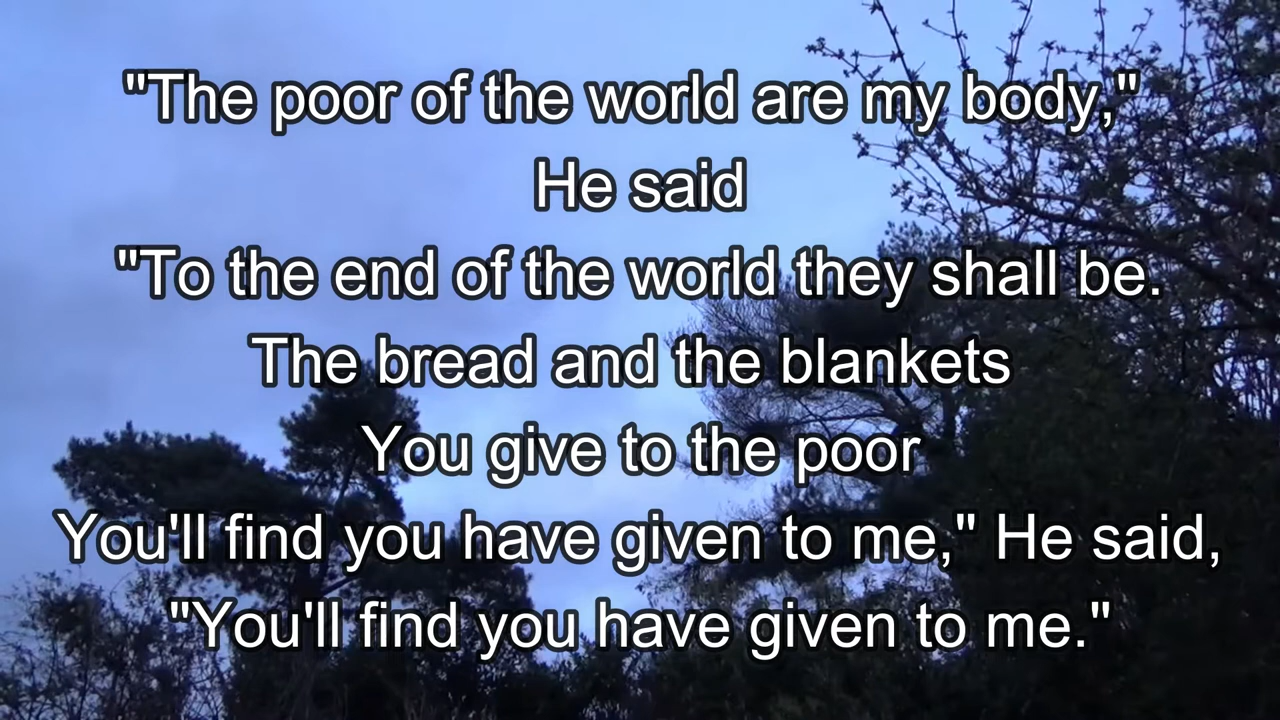 "The poor of the world are my body,"
He said
"To the end of the world they shall be.
The bread and the blankets
You give to the poor
You'll find you have given to me," He said,
"You'll find you have given to me."